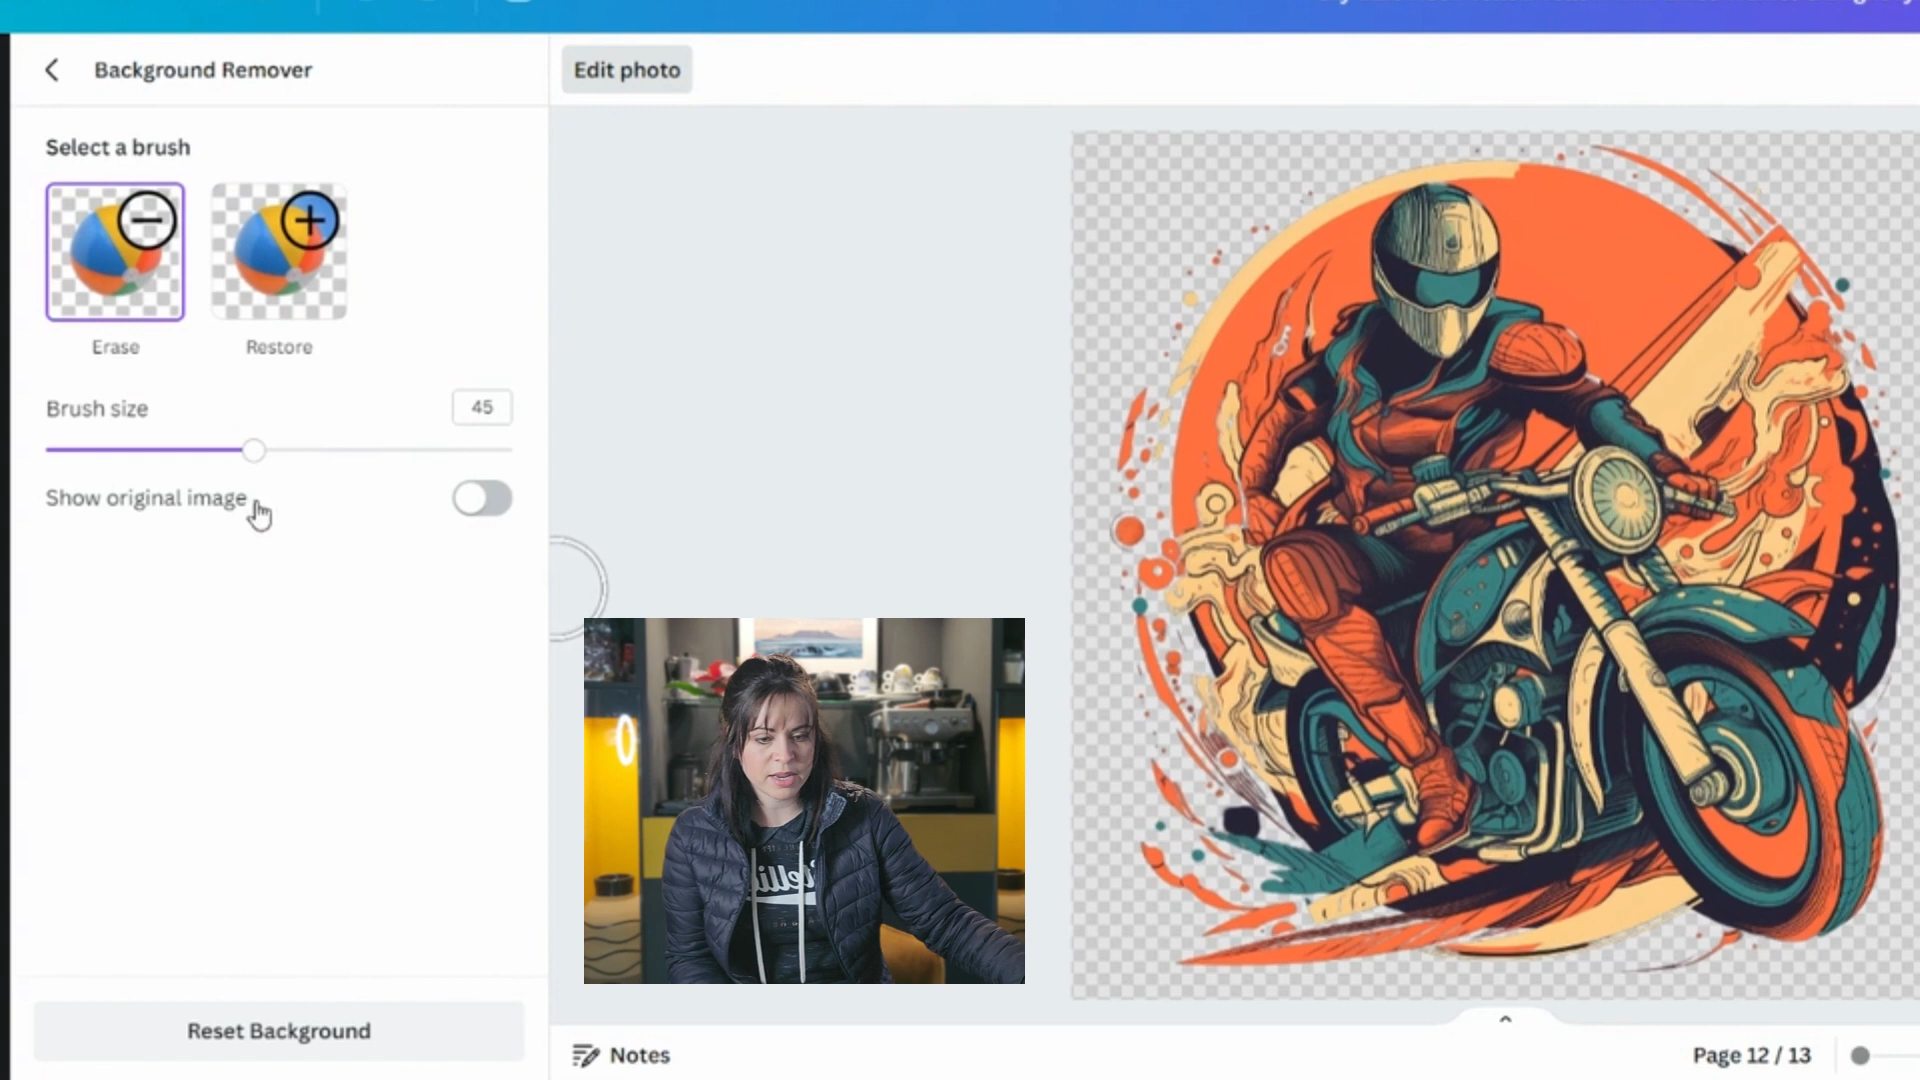 Background Remover
Edit photo
Select a brush
Erase
Restore
Brush size
45
Show original image
Reset Background
Notes
Page 12 / 13